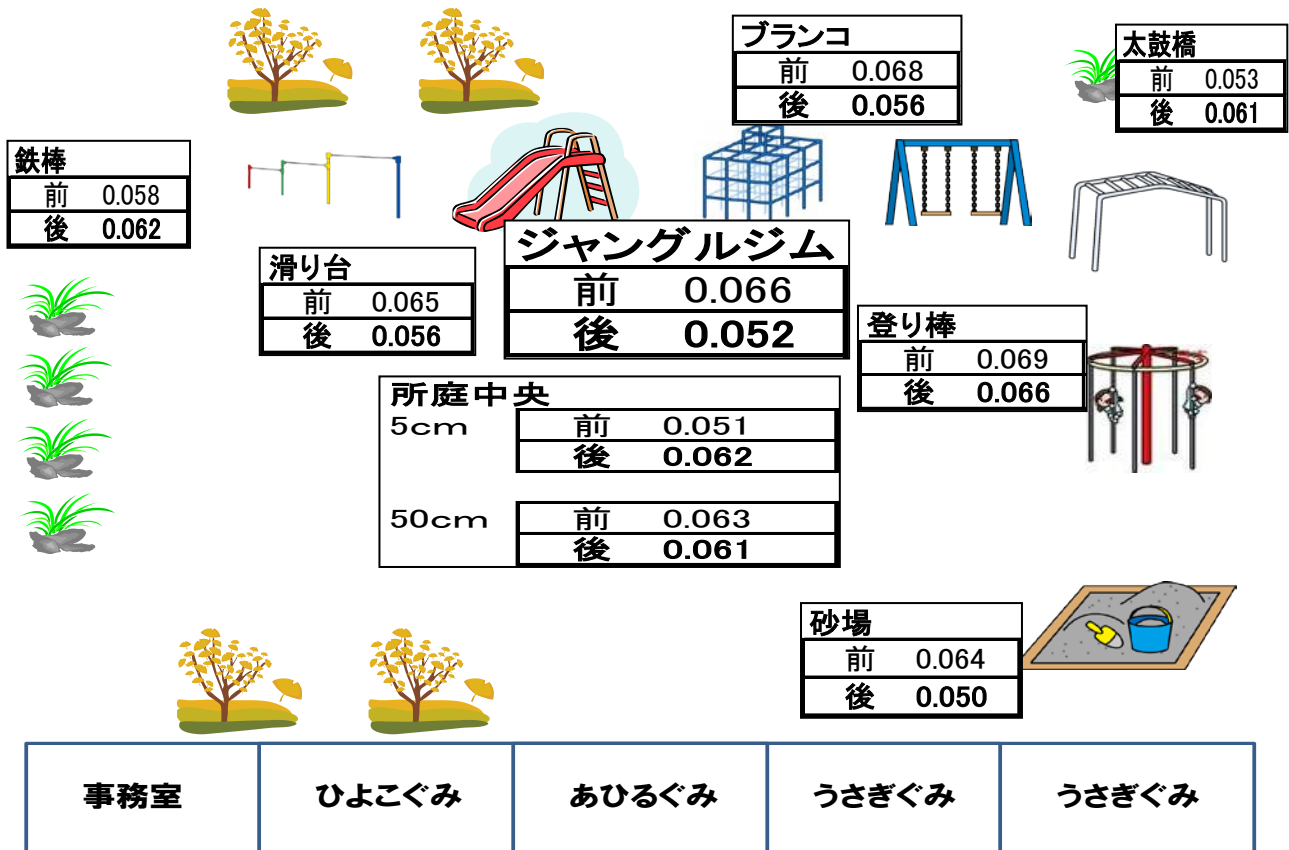 ブランコ
前 0.068
後 0.056
太鼓橋
前 0.053
後 0.061
鉄棒
前 0.058
後 0.062
滑り台
前 0.065
後 0.056
ジャングルジム
前 0.066
後 0.052
登り棒
前 0.069
後 0.066
所庭中央
5cm 前 0.051
後 0.062
50cm 前 0.063
後 0.061
砂場
前 0.064
後 0.050
事務室 ひよこぐみ あひるぐみ うさぎぐみ うさぎぐみ